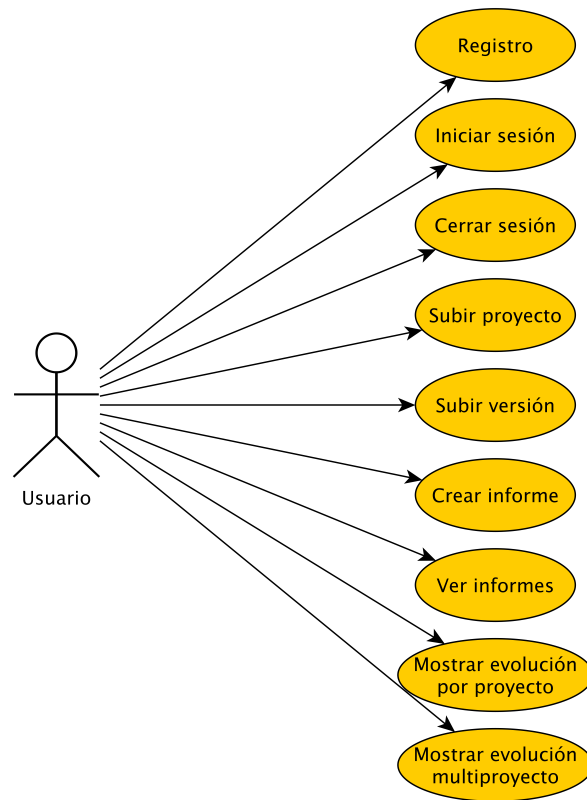 Registro
Iniciar sesión
Cerrar sesión
Subir proyecto
Subir versión
Usuario
Crear informe
Ver informes
Mostrar evolución
por proyecto
Mostrar evolución
multiproyecto